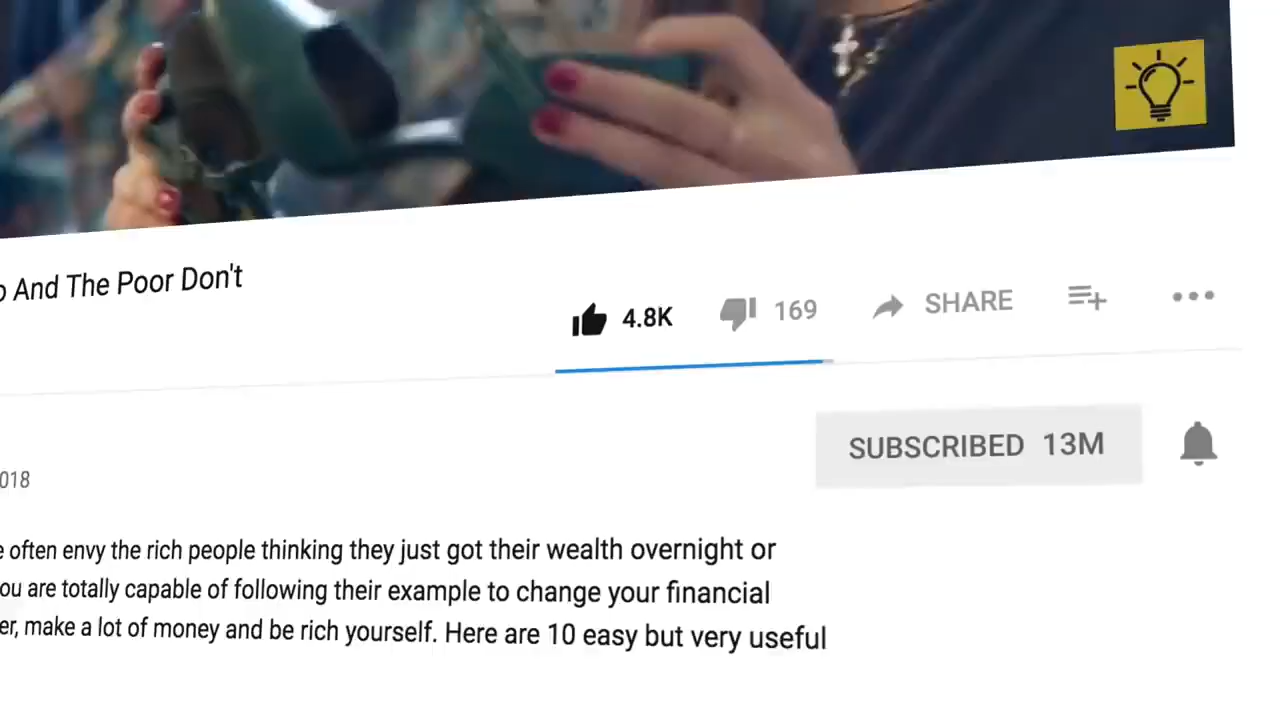 And The Poor Don't
4.8K
169
SHARE
SUBSCRIBED 13M
018
often envy the rich people thinking they just got their wealth overnight or
are totally capable of following their example to change your financial
make a lot of money and be rich yourself. Here are 10 easy but very useful